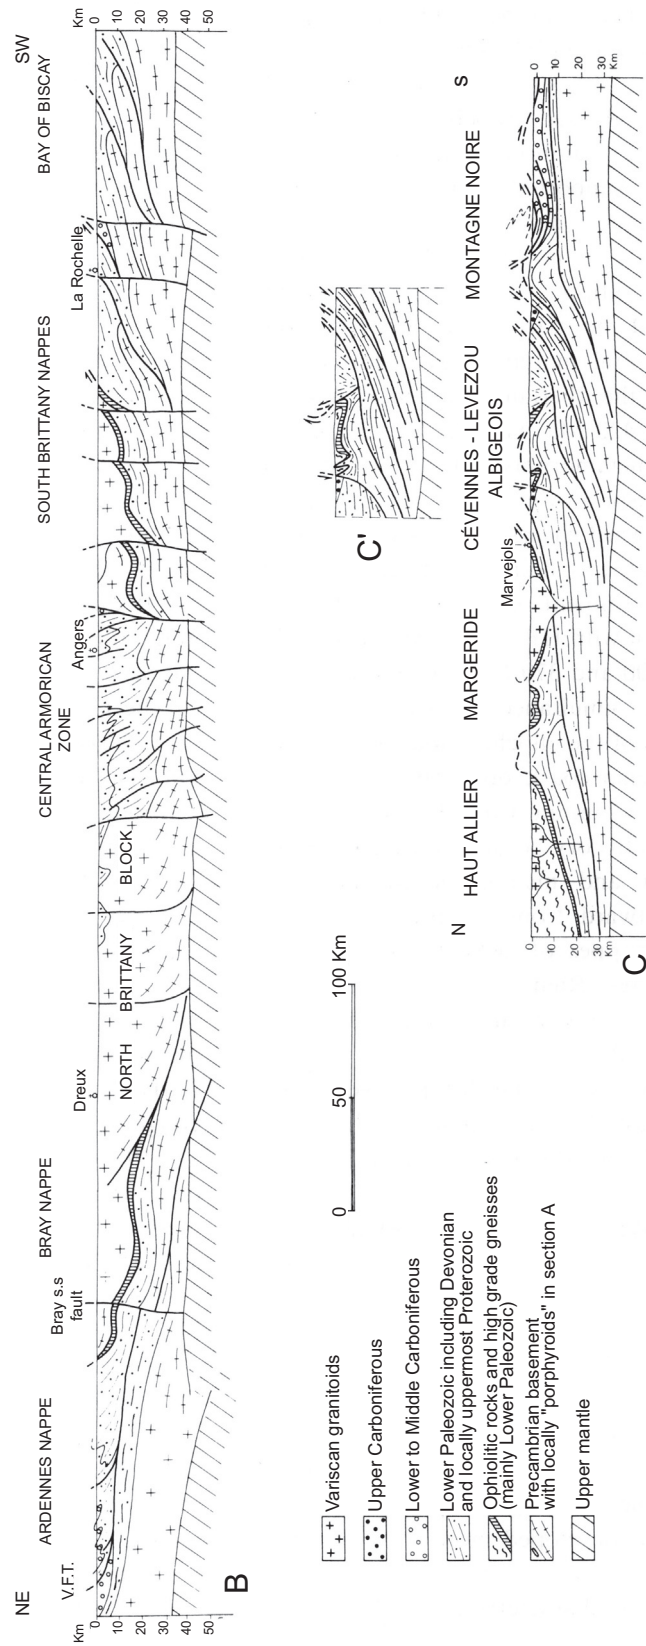 NE
SW
ARDENNES NAPPE
BRAY NAPPE
CENTRAL ARMORICAN
ZONE
SOUTH BRITTANY NAPPES
BAY OF BISCAY
V.F.T.
Bray s.s
fault
Dreux
Angers
La Rochelle
Km
0
10
20
30
40
50
Km
0
10
20
30
40
50
NORTH
BRITTANY
BLOCK
B
C'
N
S
HAUT ALLIER
MARGERIDE
CÉVENNES - LEVEZOU
ALBIGEOIS
MONTAGNE NOIRE
Marvejols
0
10
20
30
Km
0
10
20
30
Km
C
0
50
100 Km
Variscan granitoids
Upper Carboniferous
Lower to Middle Carboniferous
Lower Paleozoic including Devonian
and locally uppermost Proterozoic
Ophiolitic rocks and high grade gneisses
(mainly Lower Paleozoic)
Precambrian basement
with locally "porphyroids" in section A
Upper mantle